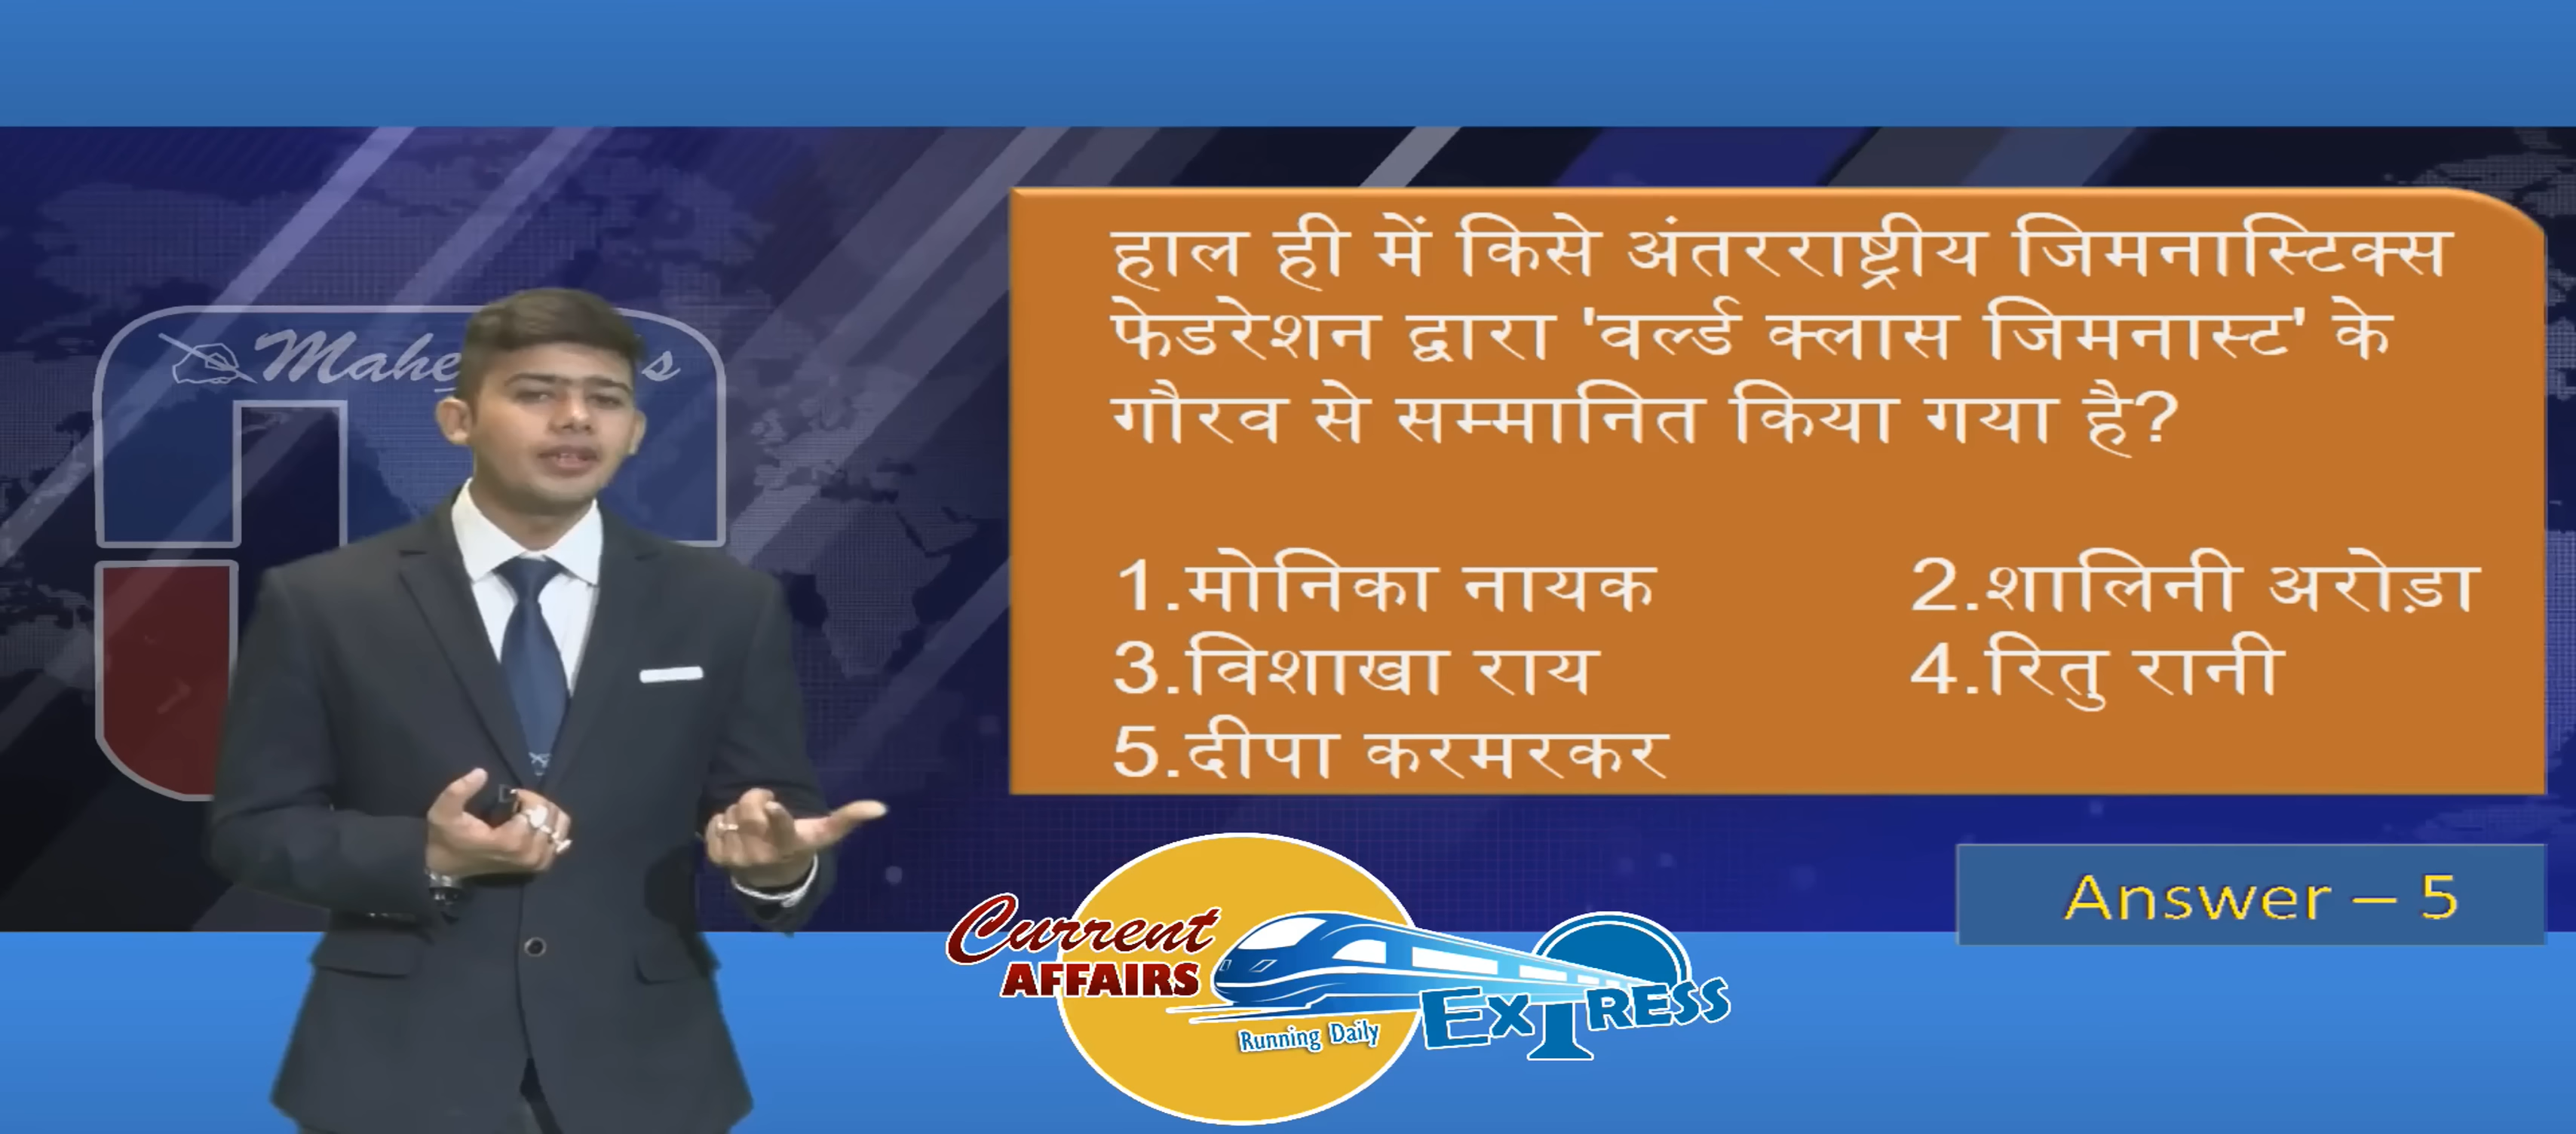 हाल ही में किसे अंतरराष्ट्रीय जिमनास्टिक्स
फेडरेशन द्वारा 'वर्ल्ड क्लास जिमनास्ट' के
गौरव से सम्मानित किया गया है?
1.मोनिका नायक 2.शालिनी अरोड़ा
3.विशाखा राय 4.रितु रानी
5.दीपा करमरकर
Answer – 5
Current
AFFAIRS
EXPRESS
Running Daily